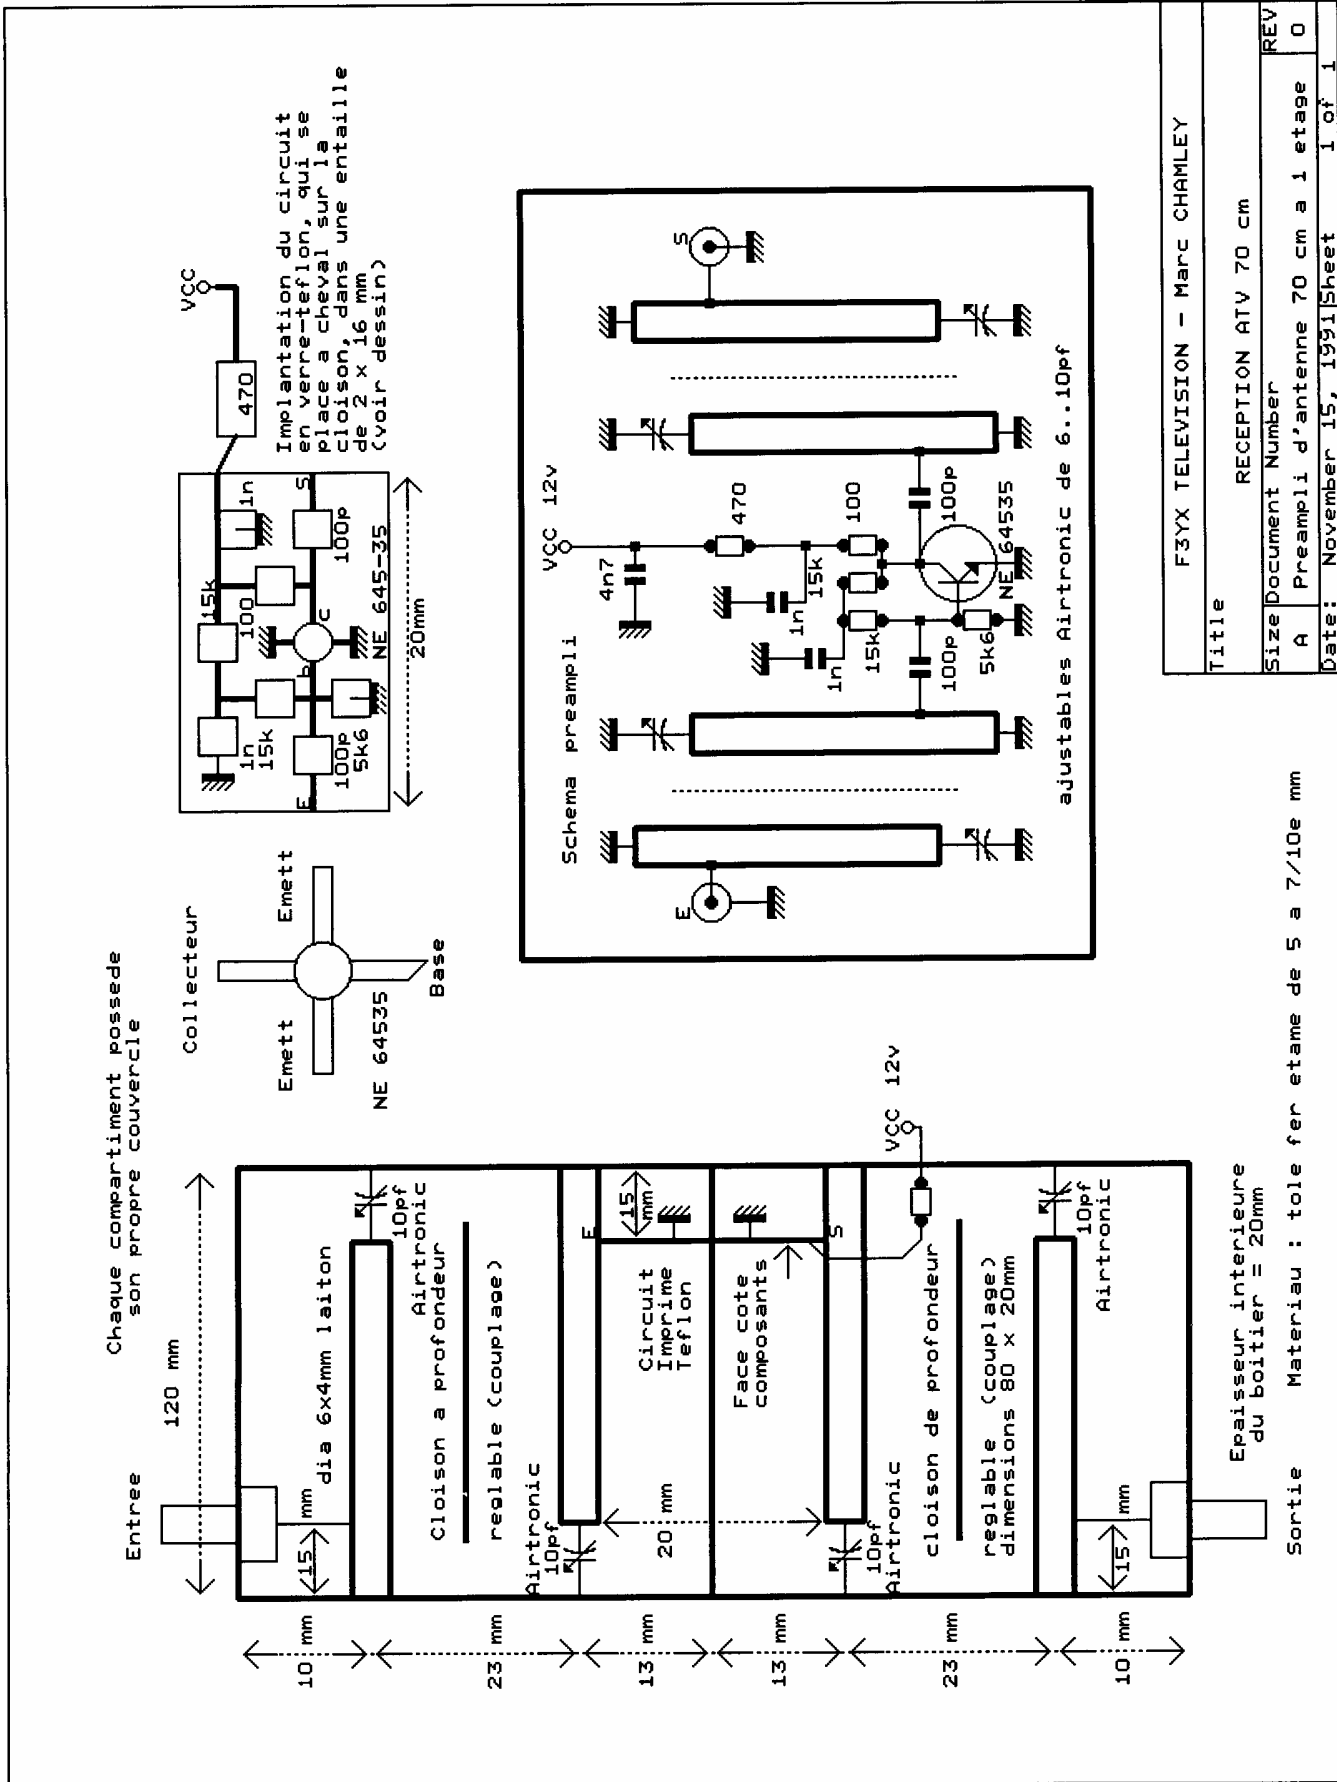 Chaque compartiment possede
son propre couvercle
Entree
120 mm
15 mm
dia 6x4mm laiton
10pf
Airtronic
Cloison a profondeur
reglable (couplage)
Airtronic
10pf
E
15
mm
Circuit
Imprime
Teflon
20 mm
Face cote
composants
S
10pf
Airtronic
VCC 12v
cloison de profondeur
reglable (couplage)
dimensions 80 x 20mm
10pf
Airtronic
15 mm
10 mm
23 mm
13 mm
13 mm
23 mm
10 mm
Sortie
Epaisseur interieure
du boitier = 20mm
Materiau : tole fer etame de 5 a 7/10e mm
Collecteur
Emett
Emett
Base
NE 64535
VCC
470
15k
1n
100
S
100p
c
b
NE 645-35
1n
15k
E
100p
5k6
20mm
Implantation du circuit
en verre-teflon, qui se
place a cheval sur la
cloison, dans une entaille
de 2 x 16 mm
(voir dessin)
Schema preampli
VCC 12v
4n7
470
1n
15k
100
1n
15k
100p
100p
5k6
NE 64535
E
S
ajustables Airtronic de 6..10pf
F3YX TELEVISION - Marc CHAMLEY
Title
RECEPTION ATV 70 cm
Size Document Number REV
A Preampli d'antenne 70 cm a 1 etage 0
Date: November 15, 1991 Sheet 1 of 1